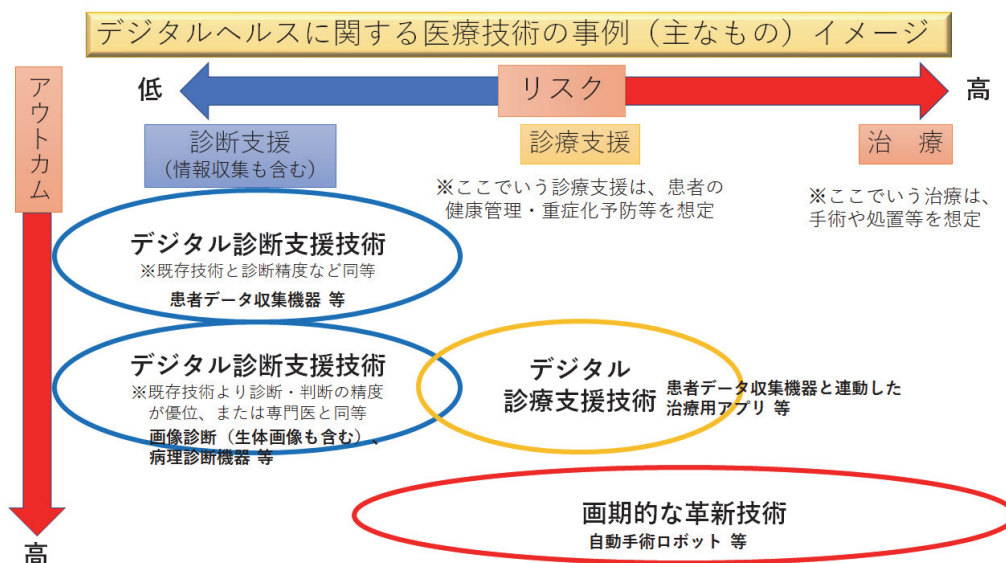 デジタルヘルスに関する医療技術の事例（主なもの）イメージ
アウトカム
低
リスク
高
診断支援
（情報収集も含む）
診療支援
治　療
※ここでいう診療支援は、患者の
健康管理・重症化予防等を想定
※ここでいう治療は、
手術や処置等を想定
デジタル診断支援技術
※既存技術と診断精度など同等
患者データ収集機器 等
デジタル診断支援技術
※既存技術より診断・判断の精度
が優位、または専門医と同等
画像診断（生体画像も含む）、
病理診断機器 等
デジタル
診療支援技術
患者データ収集機器と連動した
治療用アプリ 等
画期的な革新技術
自動手術ロボット 等
高